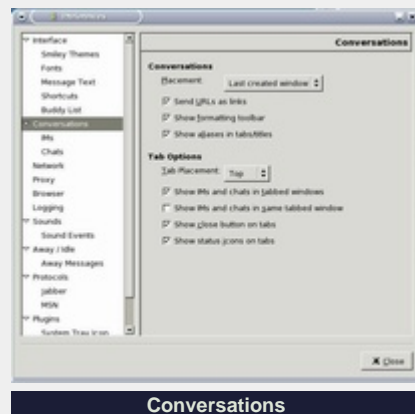 Preferences
Interface
Smiley Themes
Fonts
Message Text
Shortcuts
Buddy List
Conversations
IMs
Chats
Network
Proxy
Browser
Logging
Sounds
Sound Events
Away / Idle
Away Messages
Protocols
Jabber
MSN
Plugins
System Tray Icon
Conversations
Conversations
Placement: Last created window
Send URLs as links
Show formatting toolbar
Show aliases in tabs/titles
Tab Options
Tab Placement: Top
Show IMs and chats in tabbed windows
Show IMs and chats in same tabbed window
Show close button on tabs
Show status icons on tabs
Close
Conversations